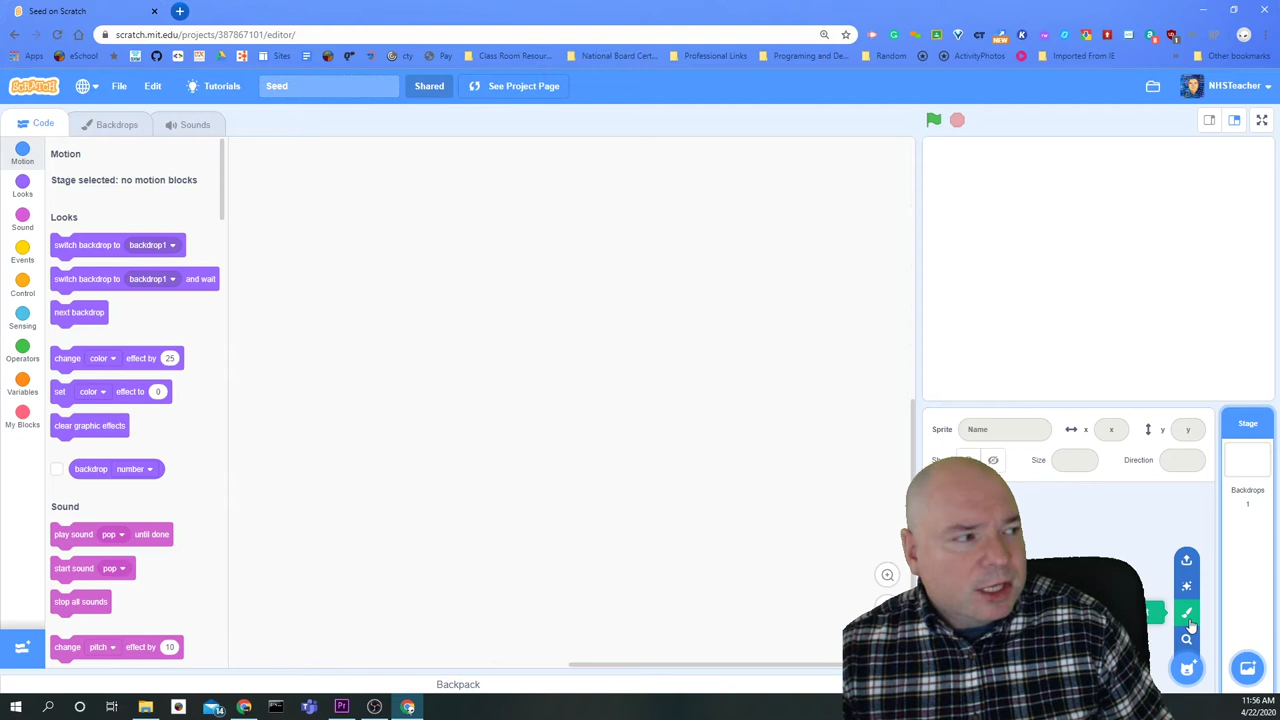 Seed on Scratch
scratch.mit.edu/projects/387867101/editor/
Apps
eSchool
Sites
cty
Pay
Class Room Resour...
National Board Cert...
Professional Links
Programing and De...
Random
ActivityPhotos
Imported From IE
Other bookmarks
NEW
SCRATCH
File
Edit
Tutorials
Seed
Shared
See Project Page
NHSTeacher
Code
Backdrops
Sounds
Motion
Looks
Sound
Events
Control
Sensing
Operators
Variables
My Blocks
Motion
Stage selected: no motion blocks
Looks
switch backdrop to backdrop1
switch backdrop to backdrop1 and wait
next backdrop
change color effect by 25
set color effect to 0
clear graphic effects
backdrop number
Sound
play sound pop until done
start sound pop
stop all sounds
change pitch effect by 10
Sprite
Name
x
x
y
y
Size
Direction
Stage
Backdrops
1
Backpack
14
11:56 AM
4/22/2020